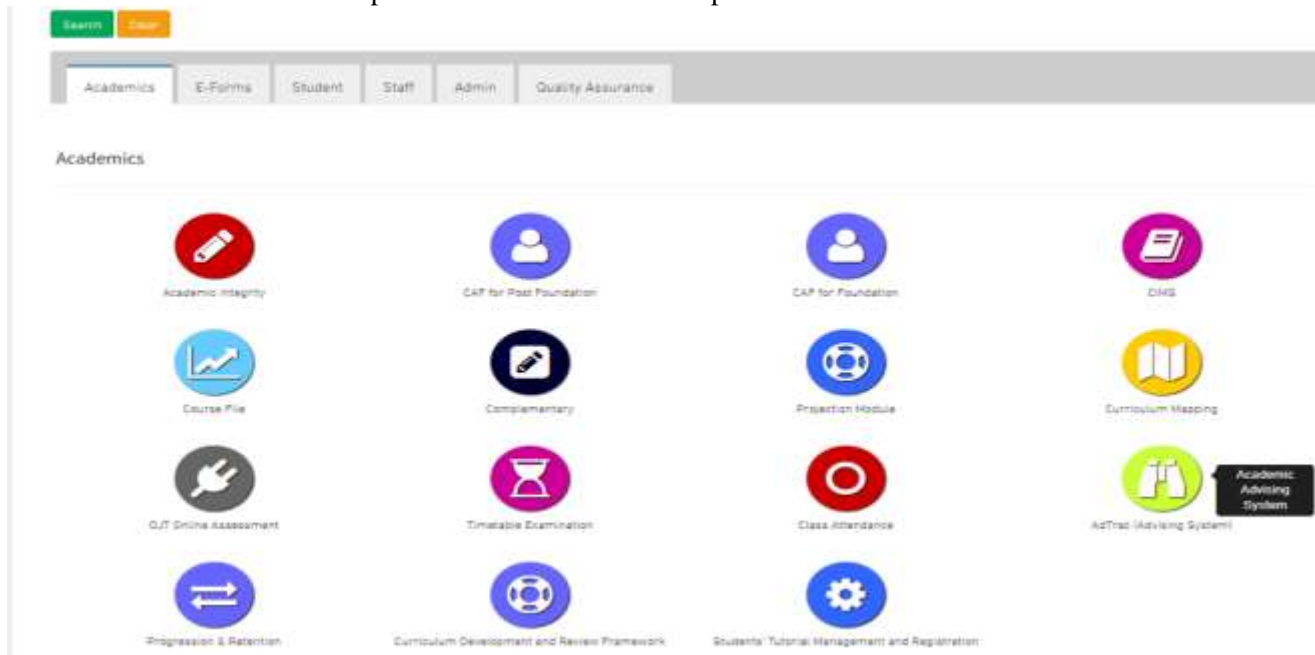 Search Clear
Academics E-Forms Student Staff Admin Quality Assurance
Academics
Academic Integrity CAF for Post Foundation CAF for Foundation CIMS
Course File Complementary Projection Module Curriculum Mapping
Academic
Advising
System
OJT Online Assessment Timetable Examination Class Attendance AdTrac (Advising System)
Progression & Retention Curriculum Development and Review Framework Students' Tutorial Management and Registration